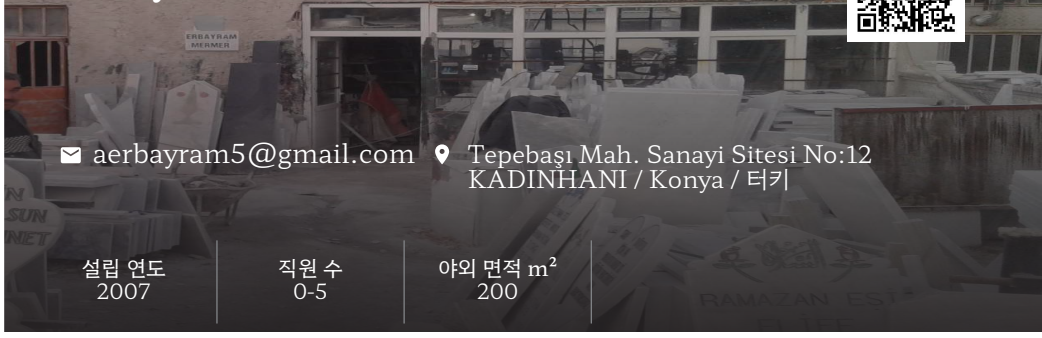 ERBAYRAM
MERMER
aerbayram5@gmail.com
Tepebaşı Mah. Sanayi Sitesi No:12
KADINHANI / Konya / 터키
SUN
설립 연도
2007
직원 수
0-5
야외 면적 m²
200
RAMAZAN